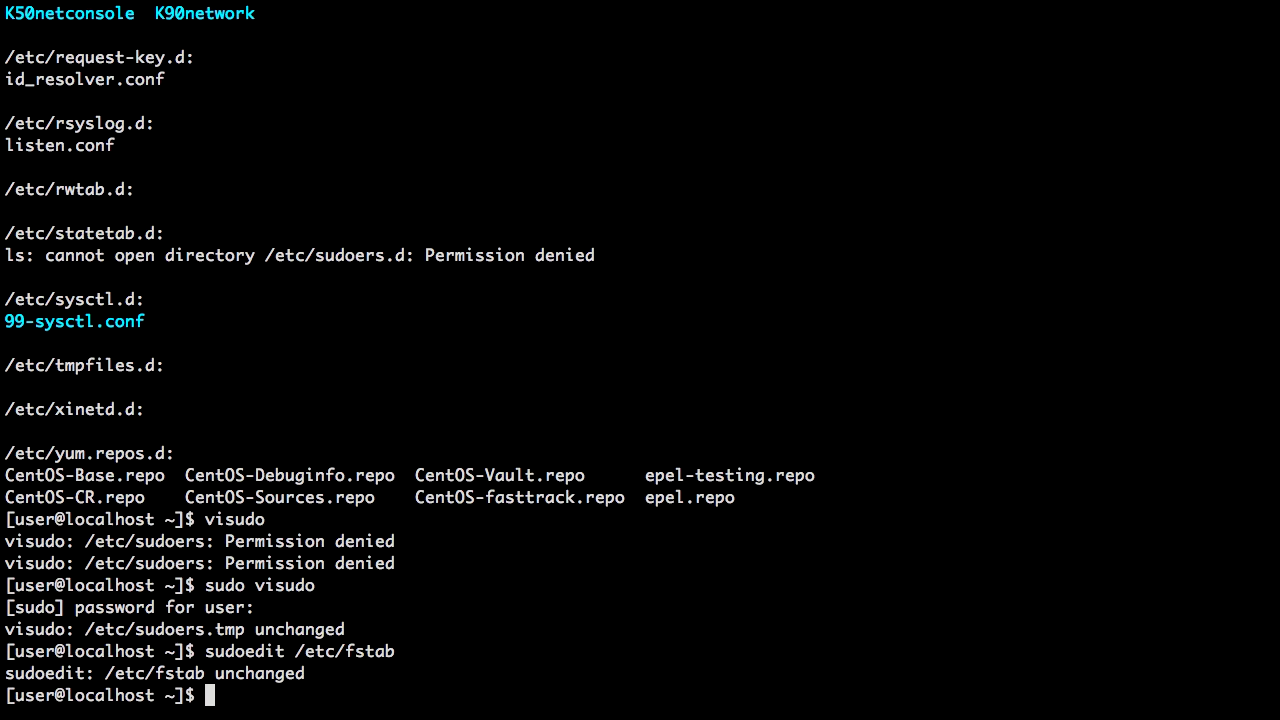 K50netconsole  K90network
/etc/request-key.d:
id_resolver.conf
/etc/rsyslog.d:
listen.conf
/etc/rwtab.d:
/etc/statetab.d:
ls: cannot open directory /etc/sudoers.d: Permission denied
/etc/sysctl.d:
99-sysctl.conf
/etc/tmpfiles.d:
/etc/xinetd.d:
/etc/yum.repos.d:
CentOS-Base.repo  CentOS-Debuginfo.repo  CentOS-Vault.repo      epel-testing.repo
CentOS-CR.repo    CentOS-Sources.repo    CentOS-fasttrack.repo  epel.repo
[user@localhost ~]$ visudo
visudo: /etc/sudoers: Permission denied
visudo: /etc/sudoers: Permission denied
[user@localhost ~]$ sudo visudo
[sudo] password for user:
visudo: /etc/sudoers.tmp unchanged
[user@localhost ~]$ sudoedit /etc/fstab
sudoedit: /etc/fstab unchanged
[user@localhost ~]$